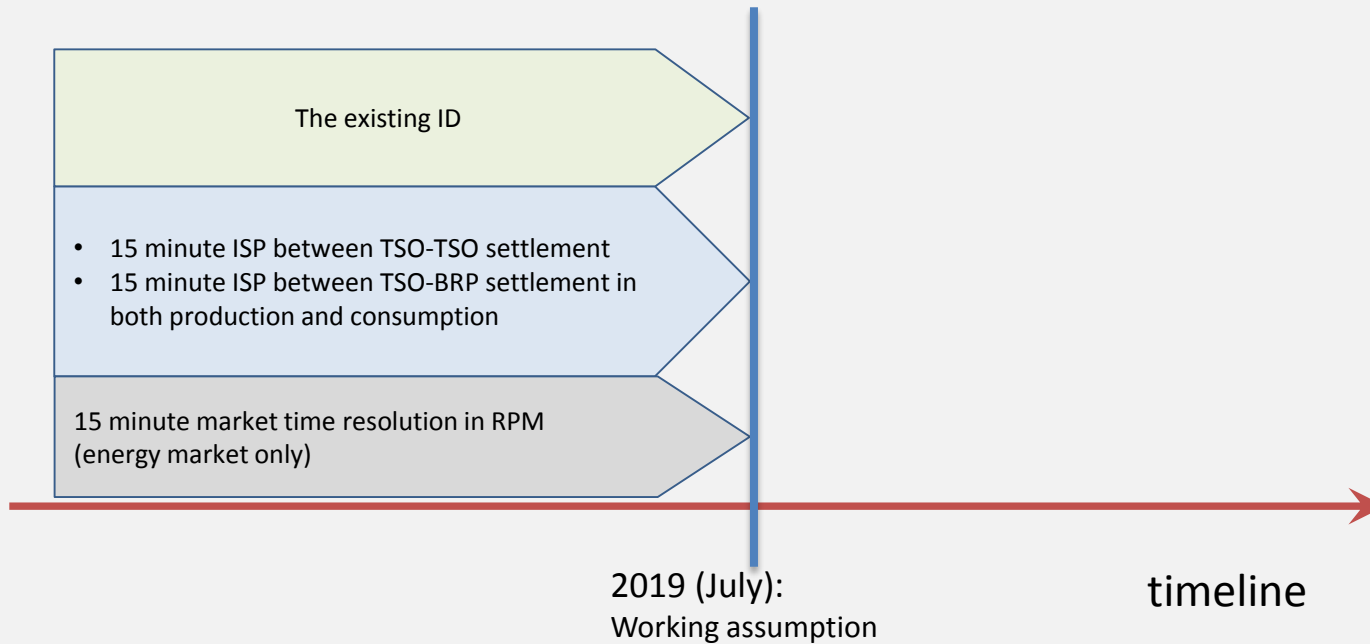 The existing ID
• 15 minute ISP between TSO-TSO settlement
• 15 minute ISP between TSO-BRP settlement in
both production and consumption
15 minute market time resolution in RPM
(energy market only)
2019 (July):
Working assumption
timeline